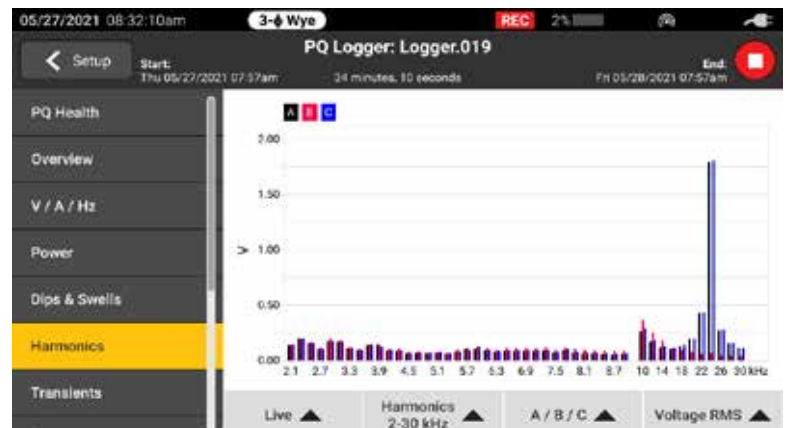 05/27/2021 08:32:10am 3-ϕ Wye REC 2%
Setup
PQ Logger: Logger.019
Start:
Thu 05/27/2021 07:57am
34 minutes, 10 seconds
End:
Fri 05/28/2021 07:57am
PQ Health
Overview
V / A / Hz
Power
Dips & Swells
Harmonics
Transients
A B C
2.00
1.50
V 1.00
0.50
0.00
2.1 2.7 3.3 3.9 4.5 5.1 5.7 6.3 6.9 7.5 8.1 8.7 10 14 18 22 26 30 kHz
Live
Harmonics
2-30 kHz
A / B / C
Voltage RMS